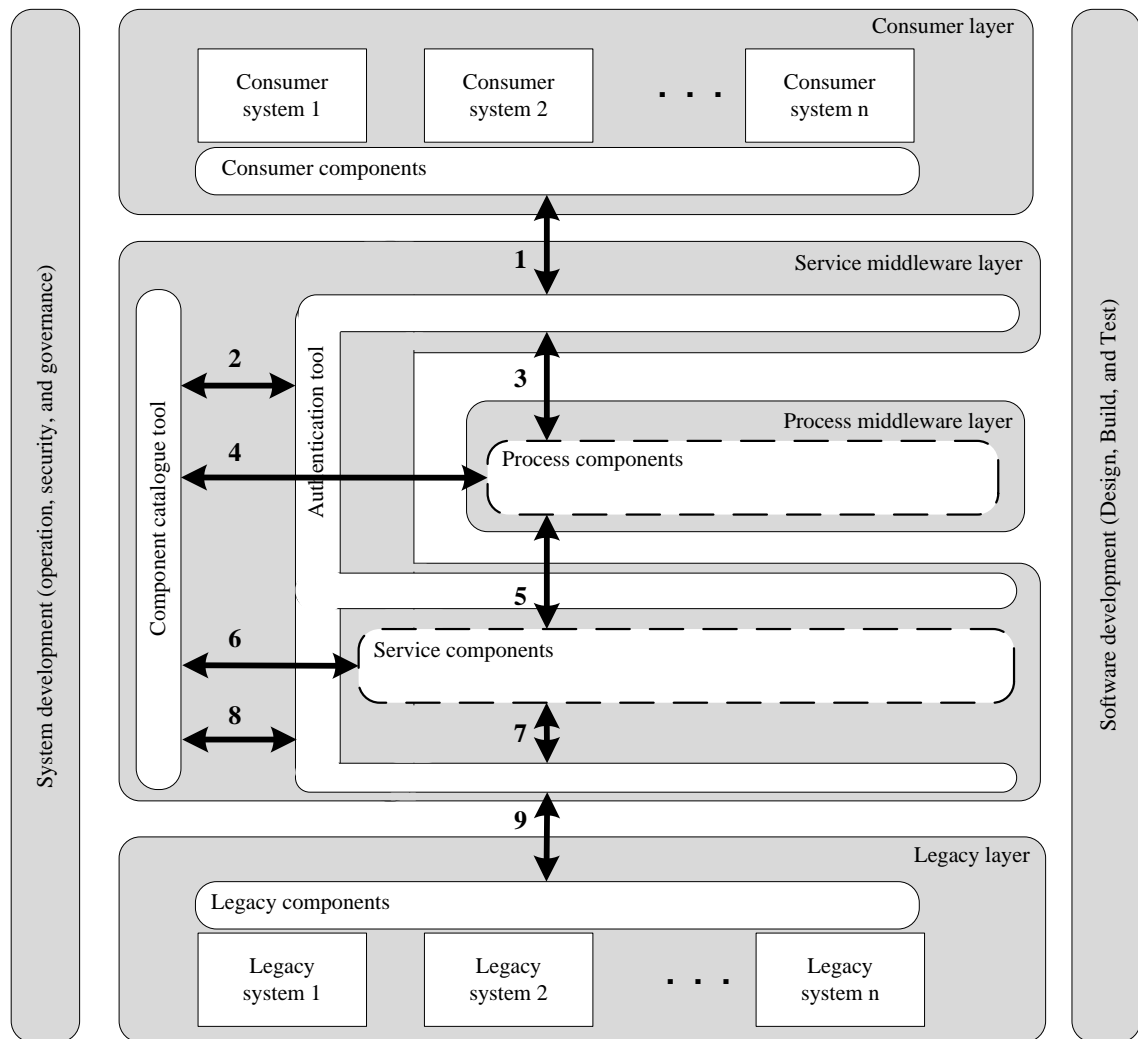 System development (operation, security, and governance)
Consumer layer
Consumer
system 1
Consumer
system 2
. . .
Consumer
system n
Consumer components
1
Service middleware layer
Component catalogue tool
Authentication tool
2
3
Process middleware layer
4
Process components
5
6
Service components
7
8
9
Legacy layer
Legacy components
Legacy
system 1
Legacy
system 2
. . .
Legacy
system n
Software development (Design, Build, and Test)